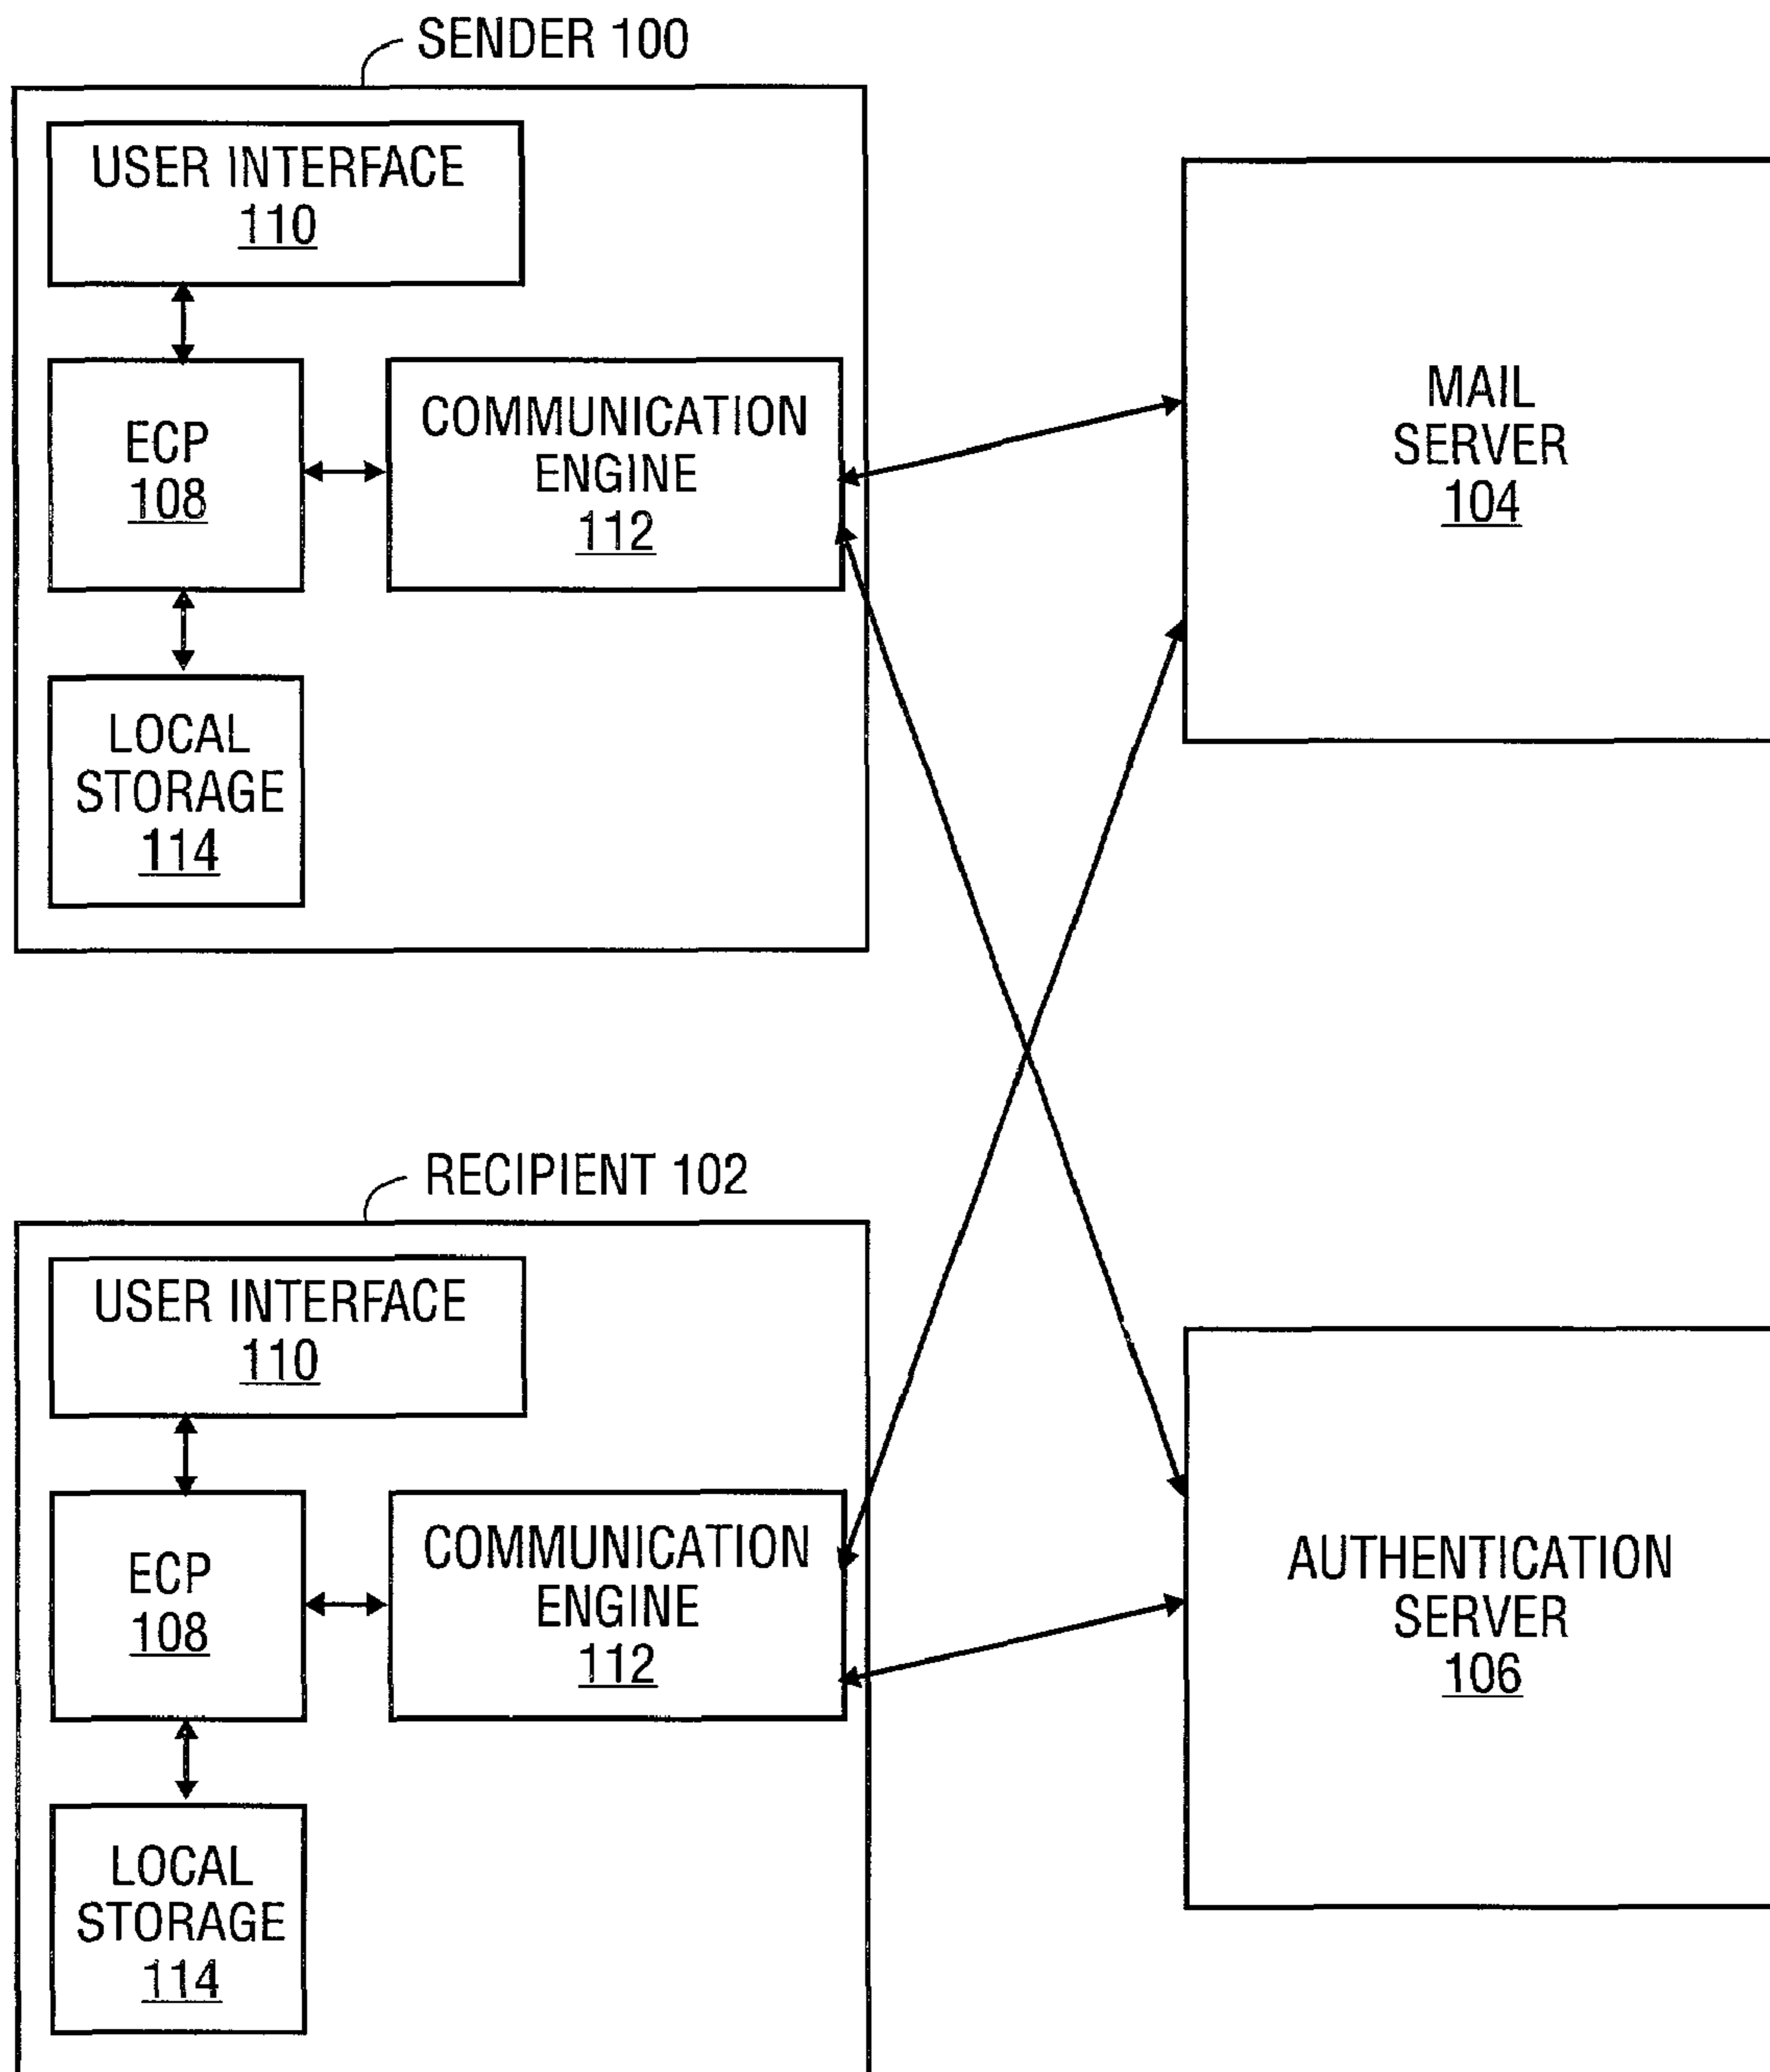 SENDER 100
USER INTERFACE
110
ECP
108
COMMUNICATION
ENGINE
112
LOCAL
STORAGE
114
MAIL
SERVER
104
RECIPIENT 102
USER INTERFACE
110
ECP
108
COMMUNICATION
ENGINE
112
LOCAL
STORAGE
114
AUTHENTICATION
SERVER
106